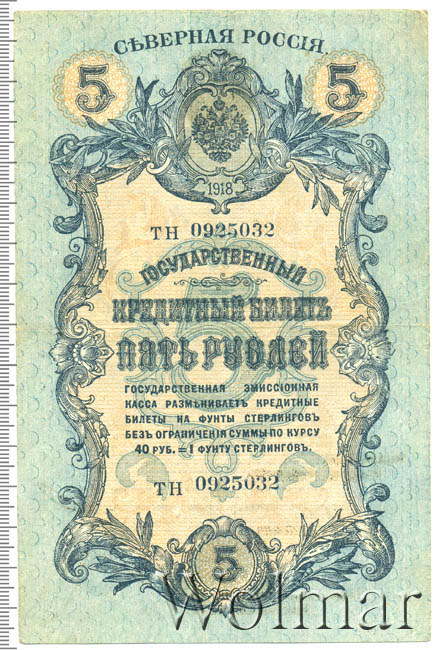 СѢВЕРНАЯ РОССІЯ.
5 5
1918
ТН 0925032
ГОСУДАРСТВЕННЫЙ
КРЕДИТНЫЙ БИЛЕТЪ
ПЯТЬ РУБЛЕЙ
ГОСУДАРСТВЕННАЯ ЭМИССІОННАЯ
КАССА РАЗМѢНИВАЕТЪ КРЕДИТНЫЕ
БИЛЕТЫ НА ФУНТЫ СТЕРЛИНГОВЪ
БЕЗЪ ОГРАНИЧЕНІЯ СУММЫ ПО КУРСУ
40 РУБ. = 1 ФУНТУ СТЕРЛИНГОВЪ.
ТН 0925032
5
Wolmar